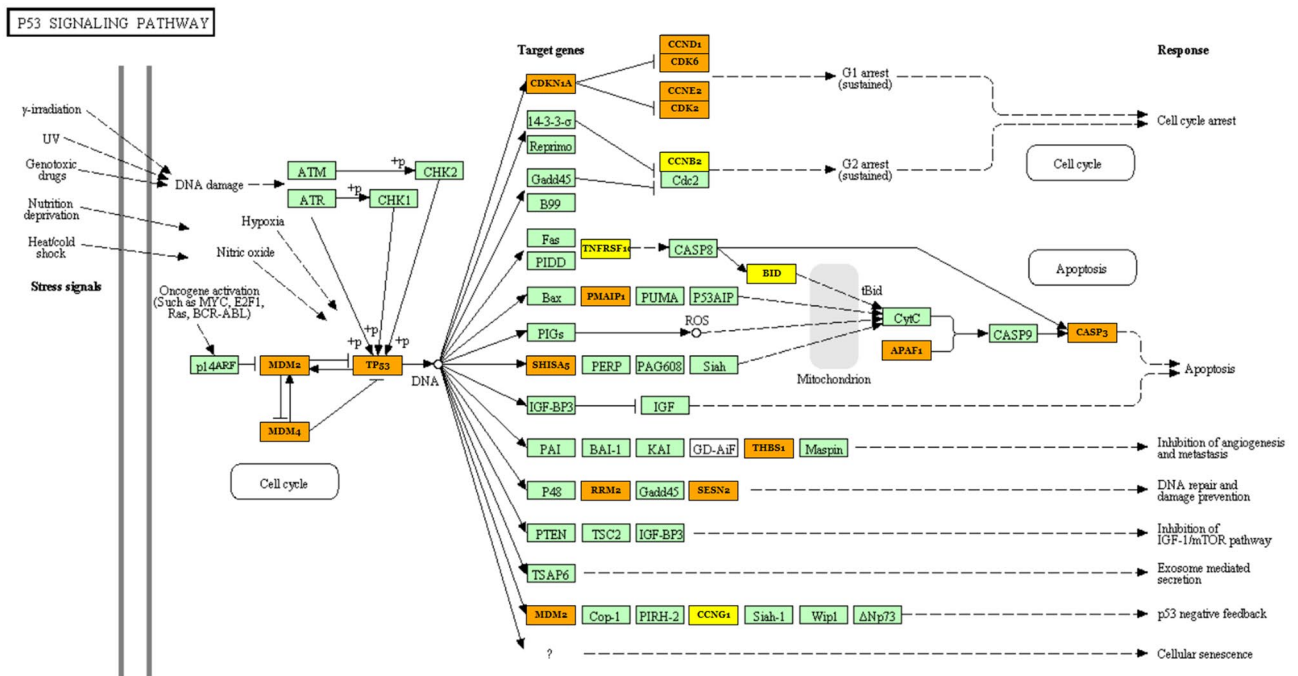 P53 SIGNALING PATHWAY
Target genes
Response
γ-irradiation
UV
Genotoxic
drugs
Nutrition
deprivation
Heat/cold
shock
Stress signals
DNA damage
ATM
+p
CHK2
ATR
+p
CHK1
Hypoxia
Nitric oxide
Oncogene activation
(Such as MYC, E2F1,
Ras, BCR-ABL)
+p
+p
+p
p14ARF
MDM2
TP53
DNA
MDM4
Cell cycle
CDKN1A
CCND1
CDK6
CCNE2
CDK2
G1 arrest
(sustained)
14-3-3-σ
Reprimo
Gadd45
B99
CCNB2
Cdc2
G2 arrest
(sustained)
Cell cycle arrest
Cell cycle
Fas
PIDD
CASP8
BID
tBid
Apoptosis
Bax
PMAIP1
PUMA
P53AIP
Mitochondrion
CytC
CASP9
CASP3
APAF1
PIGs
ROS
SHISA5
PERP
PAG608
Siah
Apoptosis
IGF-BP3
IGF
PAI
BAI-1
KAI
GD-AiF
THBS1
Maspin
Inhibition of angiogenesis
and metastasis
P48
RRM2
Gadd45
SESN2
DNA repair and
damage prevention
PTEN
TSC2
IGF-BP3
Inhibition of
IGF-1/mTOR pathway
TSAP6
Exosome mediated
secretion
MDM2
Cop-1
PIRH-2
CCNG1
Siah-1
Wip1
ΔNp73
p53 negative feedback
?
Cellular senescence